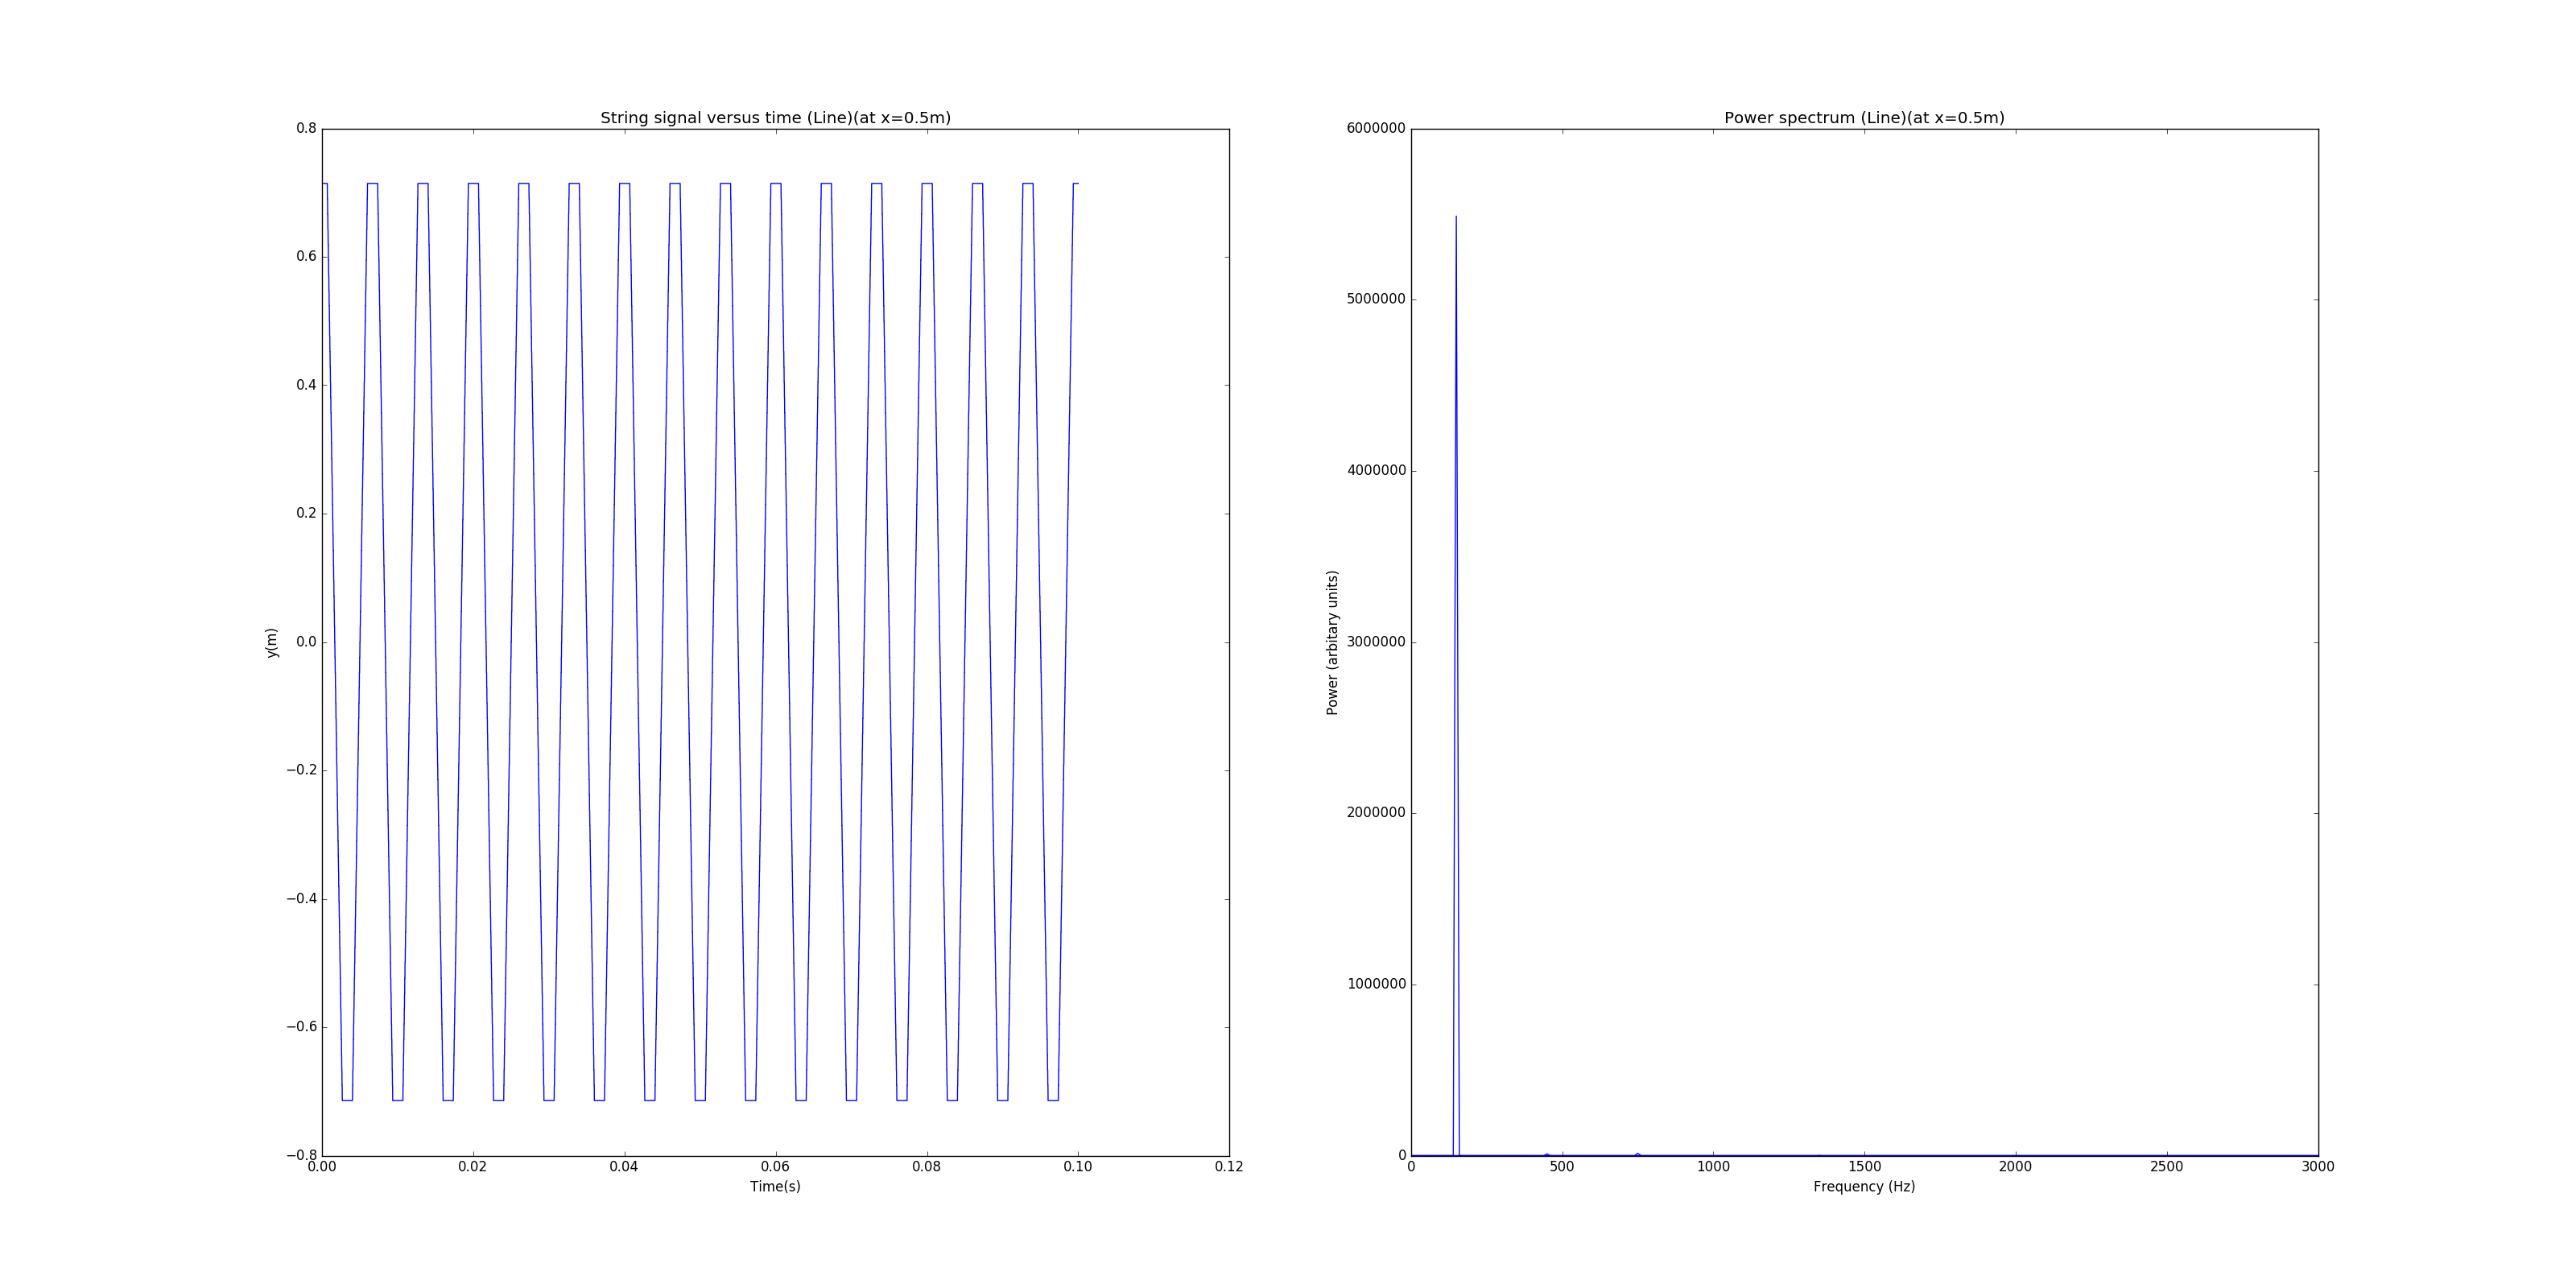 String signal versus time (Line)(at x=0.5m)
0.8
0.6
0.4
0.2
0.0
−0.2
−0.4
−0.6
−0.8
y(m)
0.00 0.02 0.04 0.06 0.08 0.10 0.12
Time(s)
Power spectrum (Line)(at x=0.5m)
6000000
5000000
4000000
3000000
2000000
1000000
0
Power (arbitary units)
0 500 1000 1500 2000 2500 3000
Frequency (Hz)